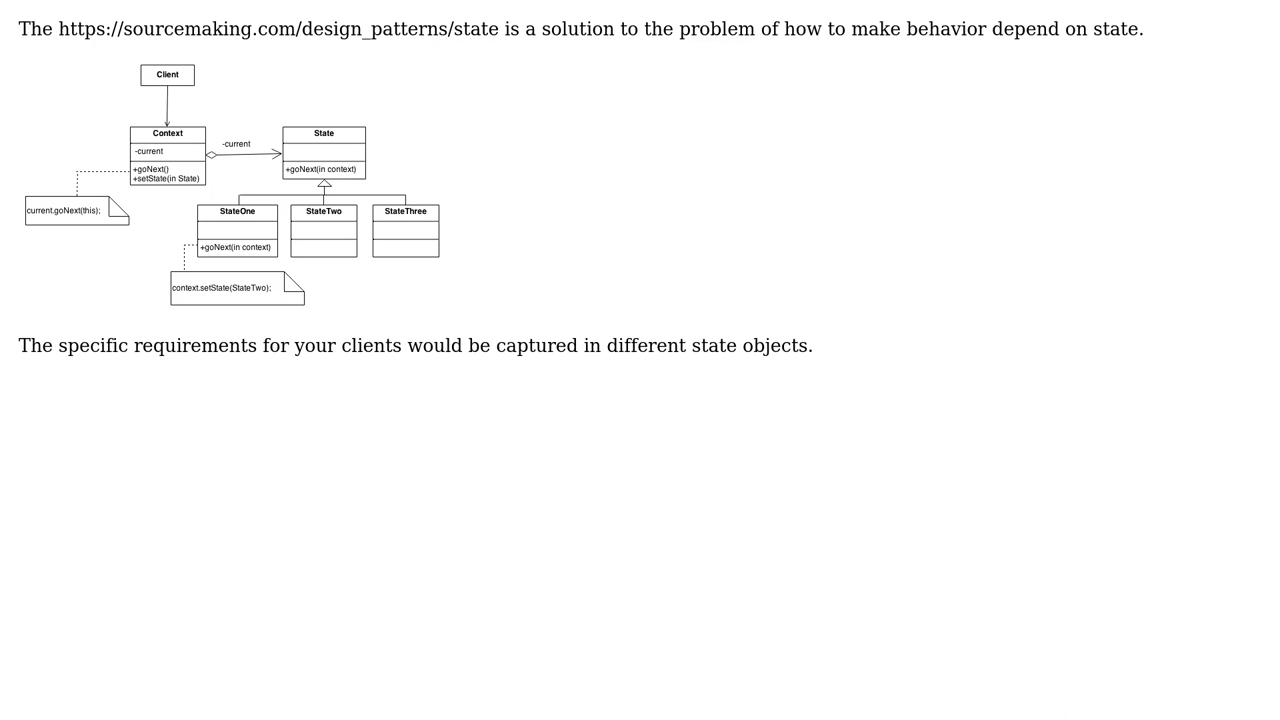 The https://sourcemaking.com/design_patterns/state is a solution to the problem of how to make behavior depend on state.
Client
Context
-current
+goNext()
+setState(in State)
-current
State
+goNext(in context)
current.goNext(this);
StateOne
+goNext(in context)
StateTwo
StateThree
context.setState(StateTwo);
The specific requirements for your clients would be captured in different state objects.